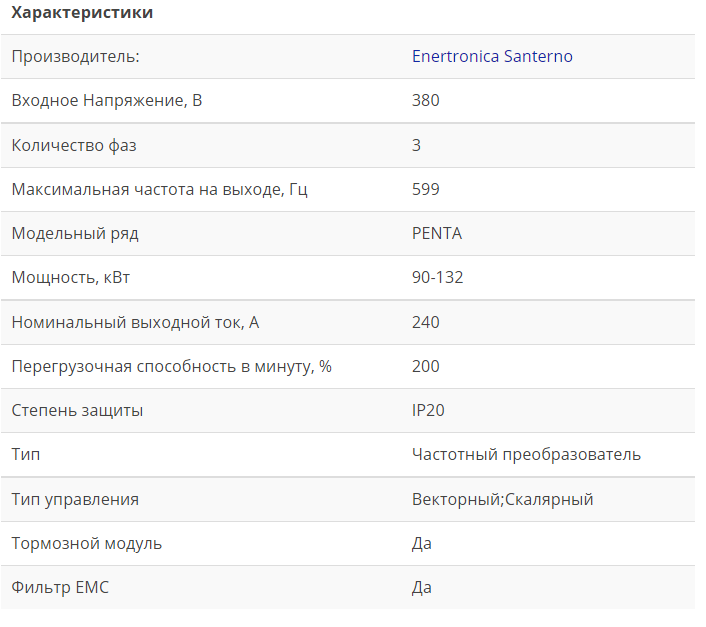 Характеристики
Производитель: Enertronica Santerno
Входное Напряжение, В 380
Количество фаз 3
Максимальная частота на выходе, Гц 599
Модельный ряд PENTA
Мощность, кВт 90-132
Номинальный выходной ток, А 240
Перегрузочная способность в минуту, % 200
Степень защиты IP20
Тип Частотный преобразователь
Тип управления Векторный;Скалярный
Тормозной модуль Да
Фильтр ЕМС Да